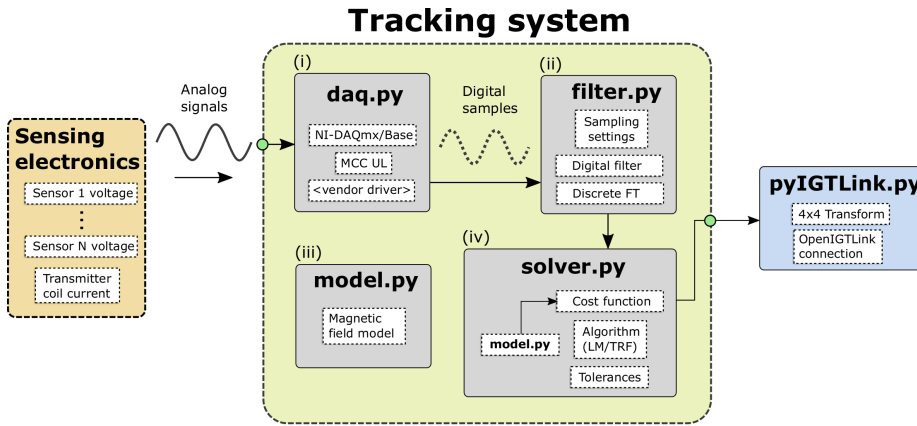 Tracking system
Sensing
electronics
Sensor 1 voltage
Sensor N voltage
Transmitter
coil current
Analog
signals
(i)
daq.py
NI-DAQmx/Base
MCC UL
<vendor driver>
Digital
samples
(ii)
filter.py
Sampling
settings
Digital filter
Discrete FT
(iii)
model.py
Magnetic
field model
(iv)
solver.py
Cost function
model.py
Algorithm
(LM/TRF)
Tolerances
pyIGTLink.py
4x4 Transform
OpenIGTLink
connection